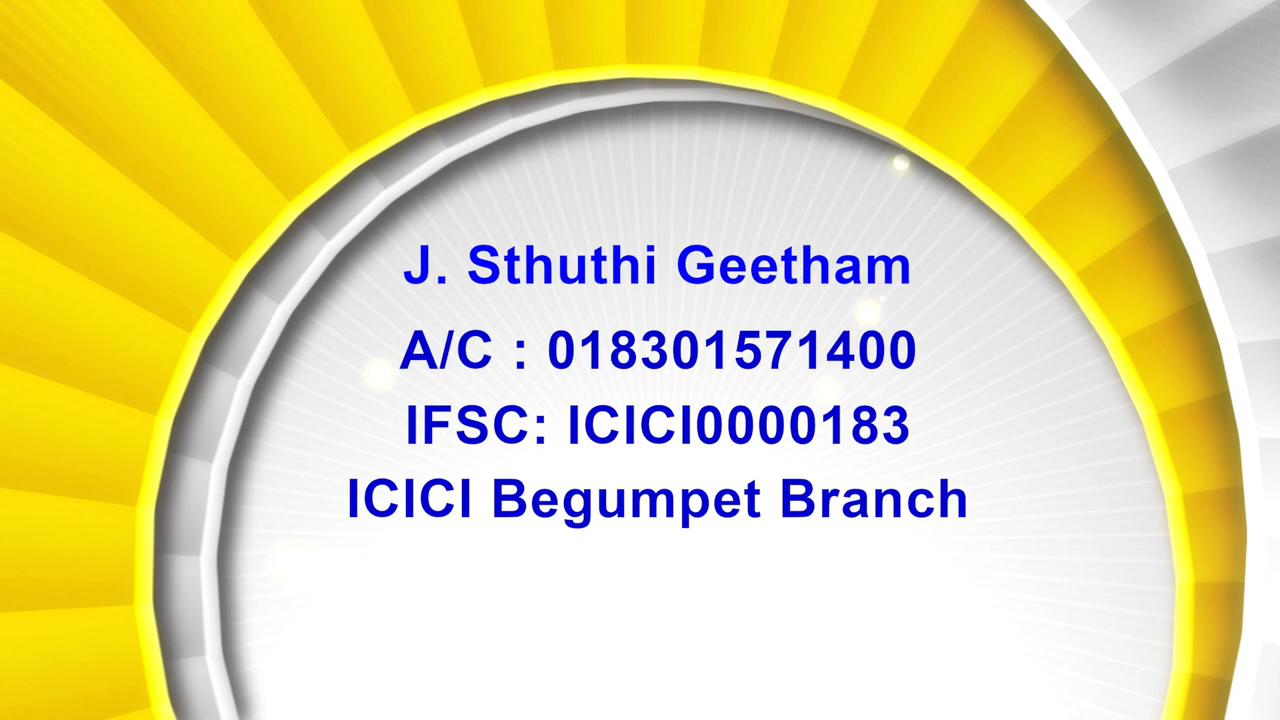 J. Sthuthi Geetham
A/C : 018301571400
IFSC: ICICI0000183
ICICI Begumpet Branch